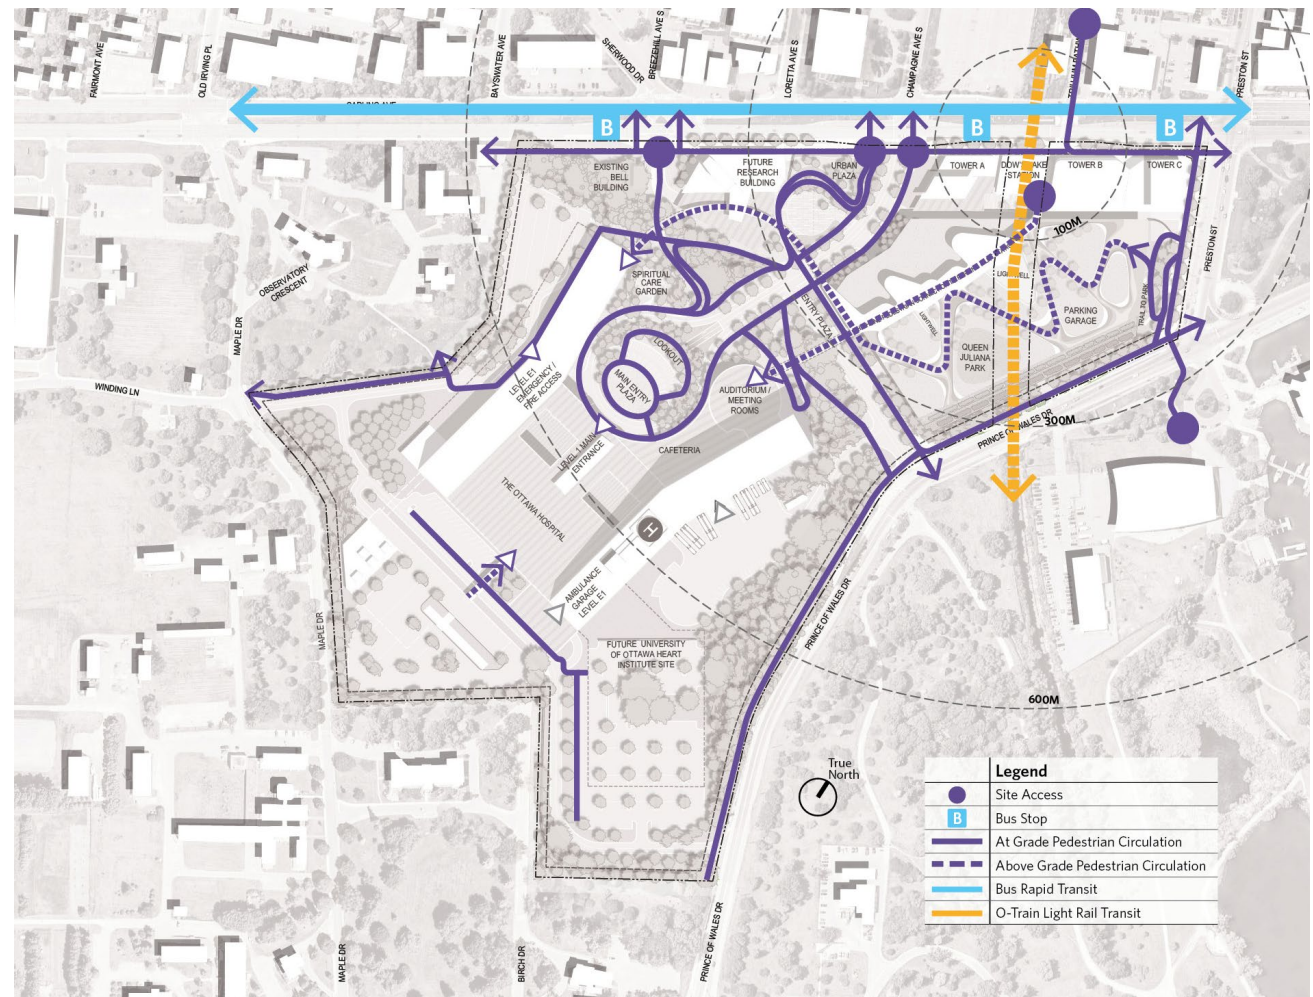 FAIRMONT AVE
OLD IRVING PL
BAYSWATER AVE
SHERWOOD DR
BREEZEHILL AVE S
LORETTA AVE S
CHAMPAGNE AVE S
PRESTON ST
B
B
B
EXISTING
BELL
BUILDING
FUTURE
RESEARCH
BUILDING
URBAN
PLAZA
TOWER A
STATION
TOWER B
TOWER C
100M
PRESTON ST
OBSERVATORY
CRESCENT
SPIRITUAL
CARE
GARDEN
MAPLE DR
WINDING LN
ENTRY PLAZA
LIGHTWELL
PARKING
GARAGE
TRAIL TO PARK
QUEEN
JULIANA
PARK
LOOKOUT
MAIN ENTRY
PLAZA
LEVEL E1
EMERGENCY /
FIRE ACCESS
AUDITORIUM /
MEETING
ROOMS
300M
PRINCE OF WALES DR
CAFETERIA
LEVEL 1 MAIN
ENTRANCE
THE OTTAWA HOSPITAL
H
AMBULANCE
GARAGE
LEVEL E1
MAPLE DR
FUTURE UNIVERSITY
OF OTTAWA HEART
INSTITUTE SITE
PRINCE OF WALES DR
600M
True
North
Legend
Site Access
B Bus Stop
At Grade Pedestrian Circulation
Above Grade Pedestrian Circulation
Bus Rapid Transit
O-Train Light Rail Transit
MAPLE DR
BIRCH DR
PRINCE OF WALES DR